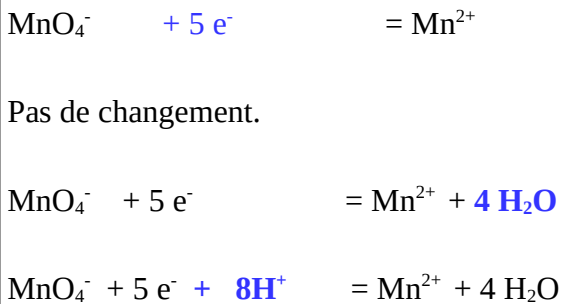 MnO₄⁻ + 5 e⁻ = Mn²⁺
Pas de changement.
MnO₄⁻ + 5 e⁻ = Mn²⁺ + 4 H₂O
MnO₄⁻ + 5 e⁻ + 8H⁺ = Mn²⁺ + 4 H₂O